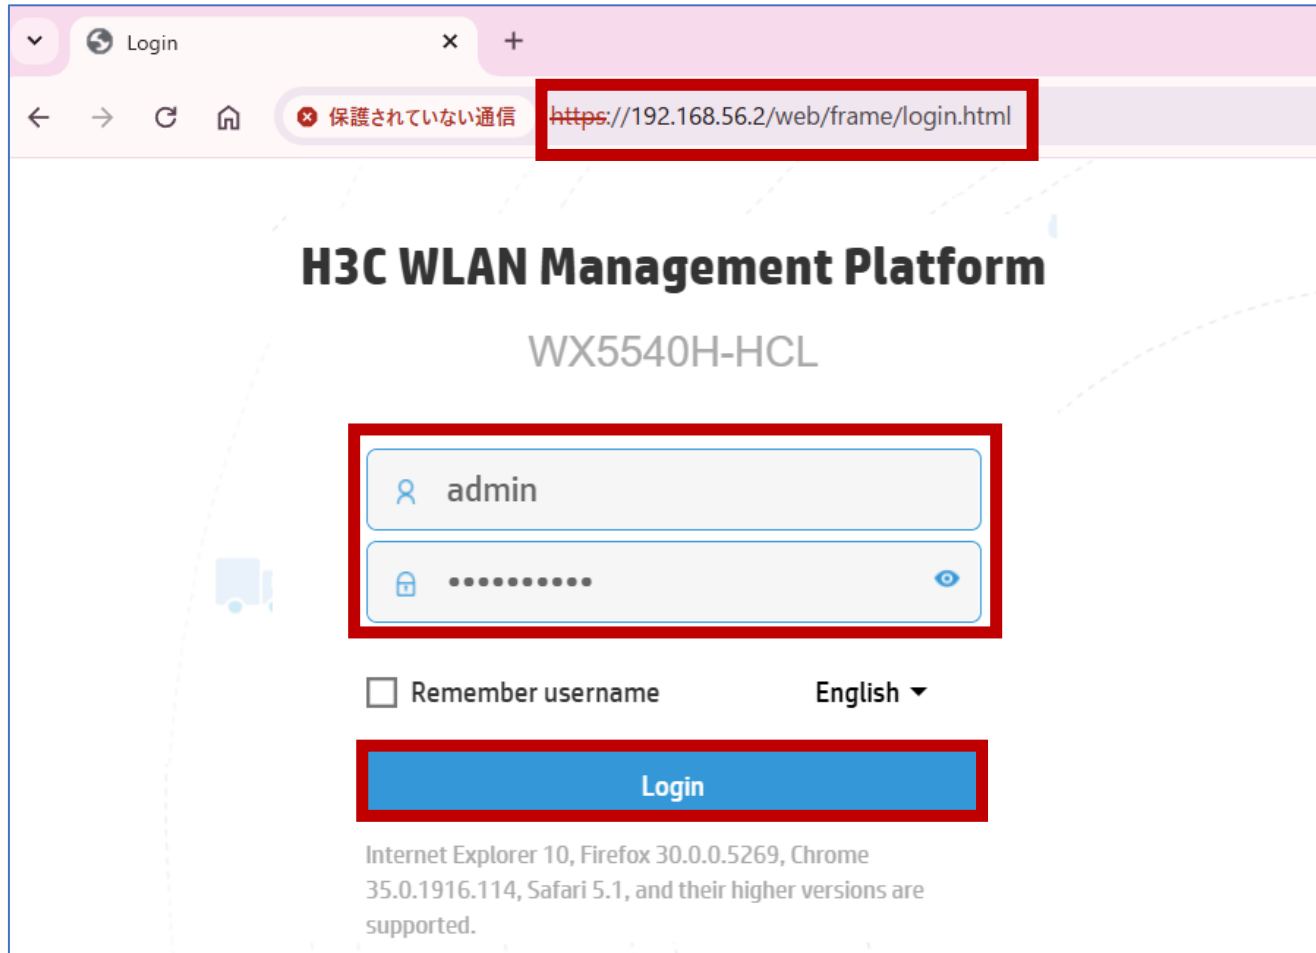 Login
保護されていない通信 https://192.168.56.2/web/frame/login.html
H3C WLAN Management Platform
WX5540H-HCL
admin
••••••••••
Remember username English
Login
Internet Explorer 10, Firefox 30.0.0.5269, Chrome
35.0.1916.114, Safari 5.1, and their higher versions are
supported.